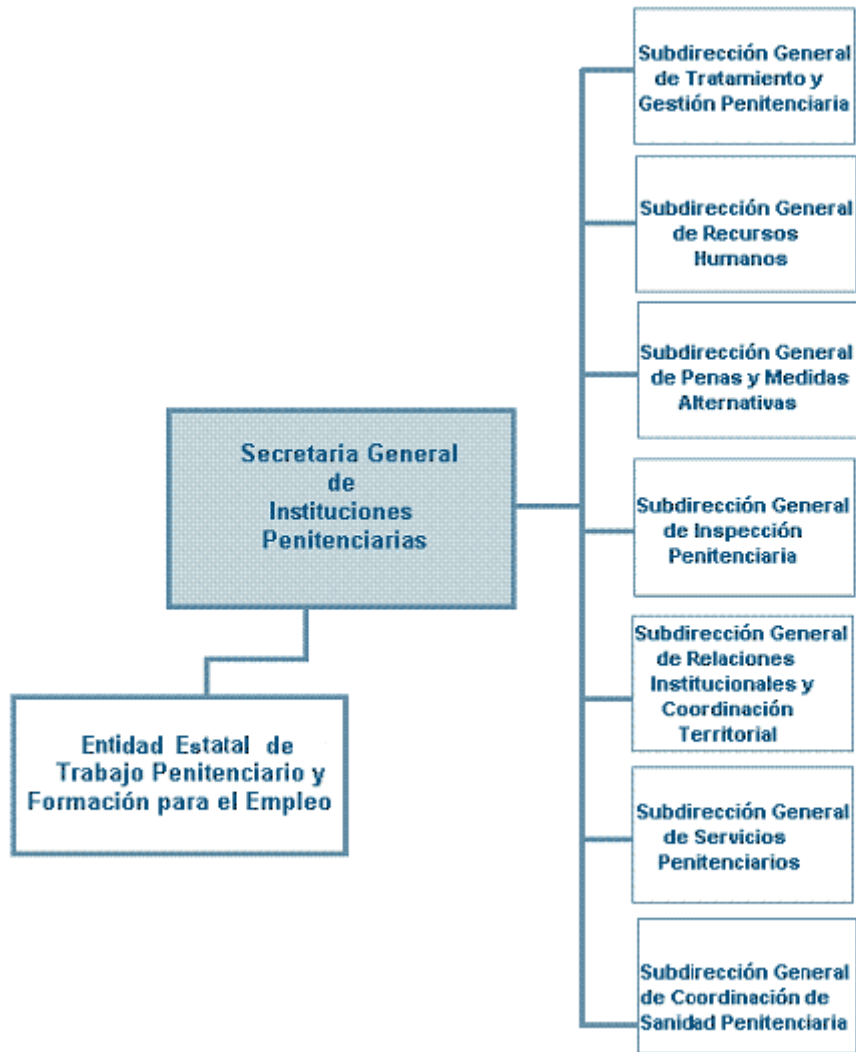 Subdirección General
de Tratamiento y
Gestión Penitenciaria
Subdirección General
de Recursos
Humanos
Subdirección General
de Penas y Medidas
Alternativas
Secretaria General
de
Instituciones
Penitenciarias
Subdirección General
de Inspección
Penitenciaria
Subdirección General
de Relaciones
Institucionales y
Coordinación
Territorial
Entidad Estatal de
Trabajo Penitenciario y
Formación para el Empleo
Subdirección General
de Servicios
Penitenciarios
Subdirección General
de Coordinación de
Sanidad Penitenciaria